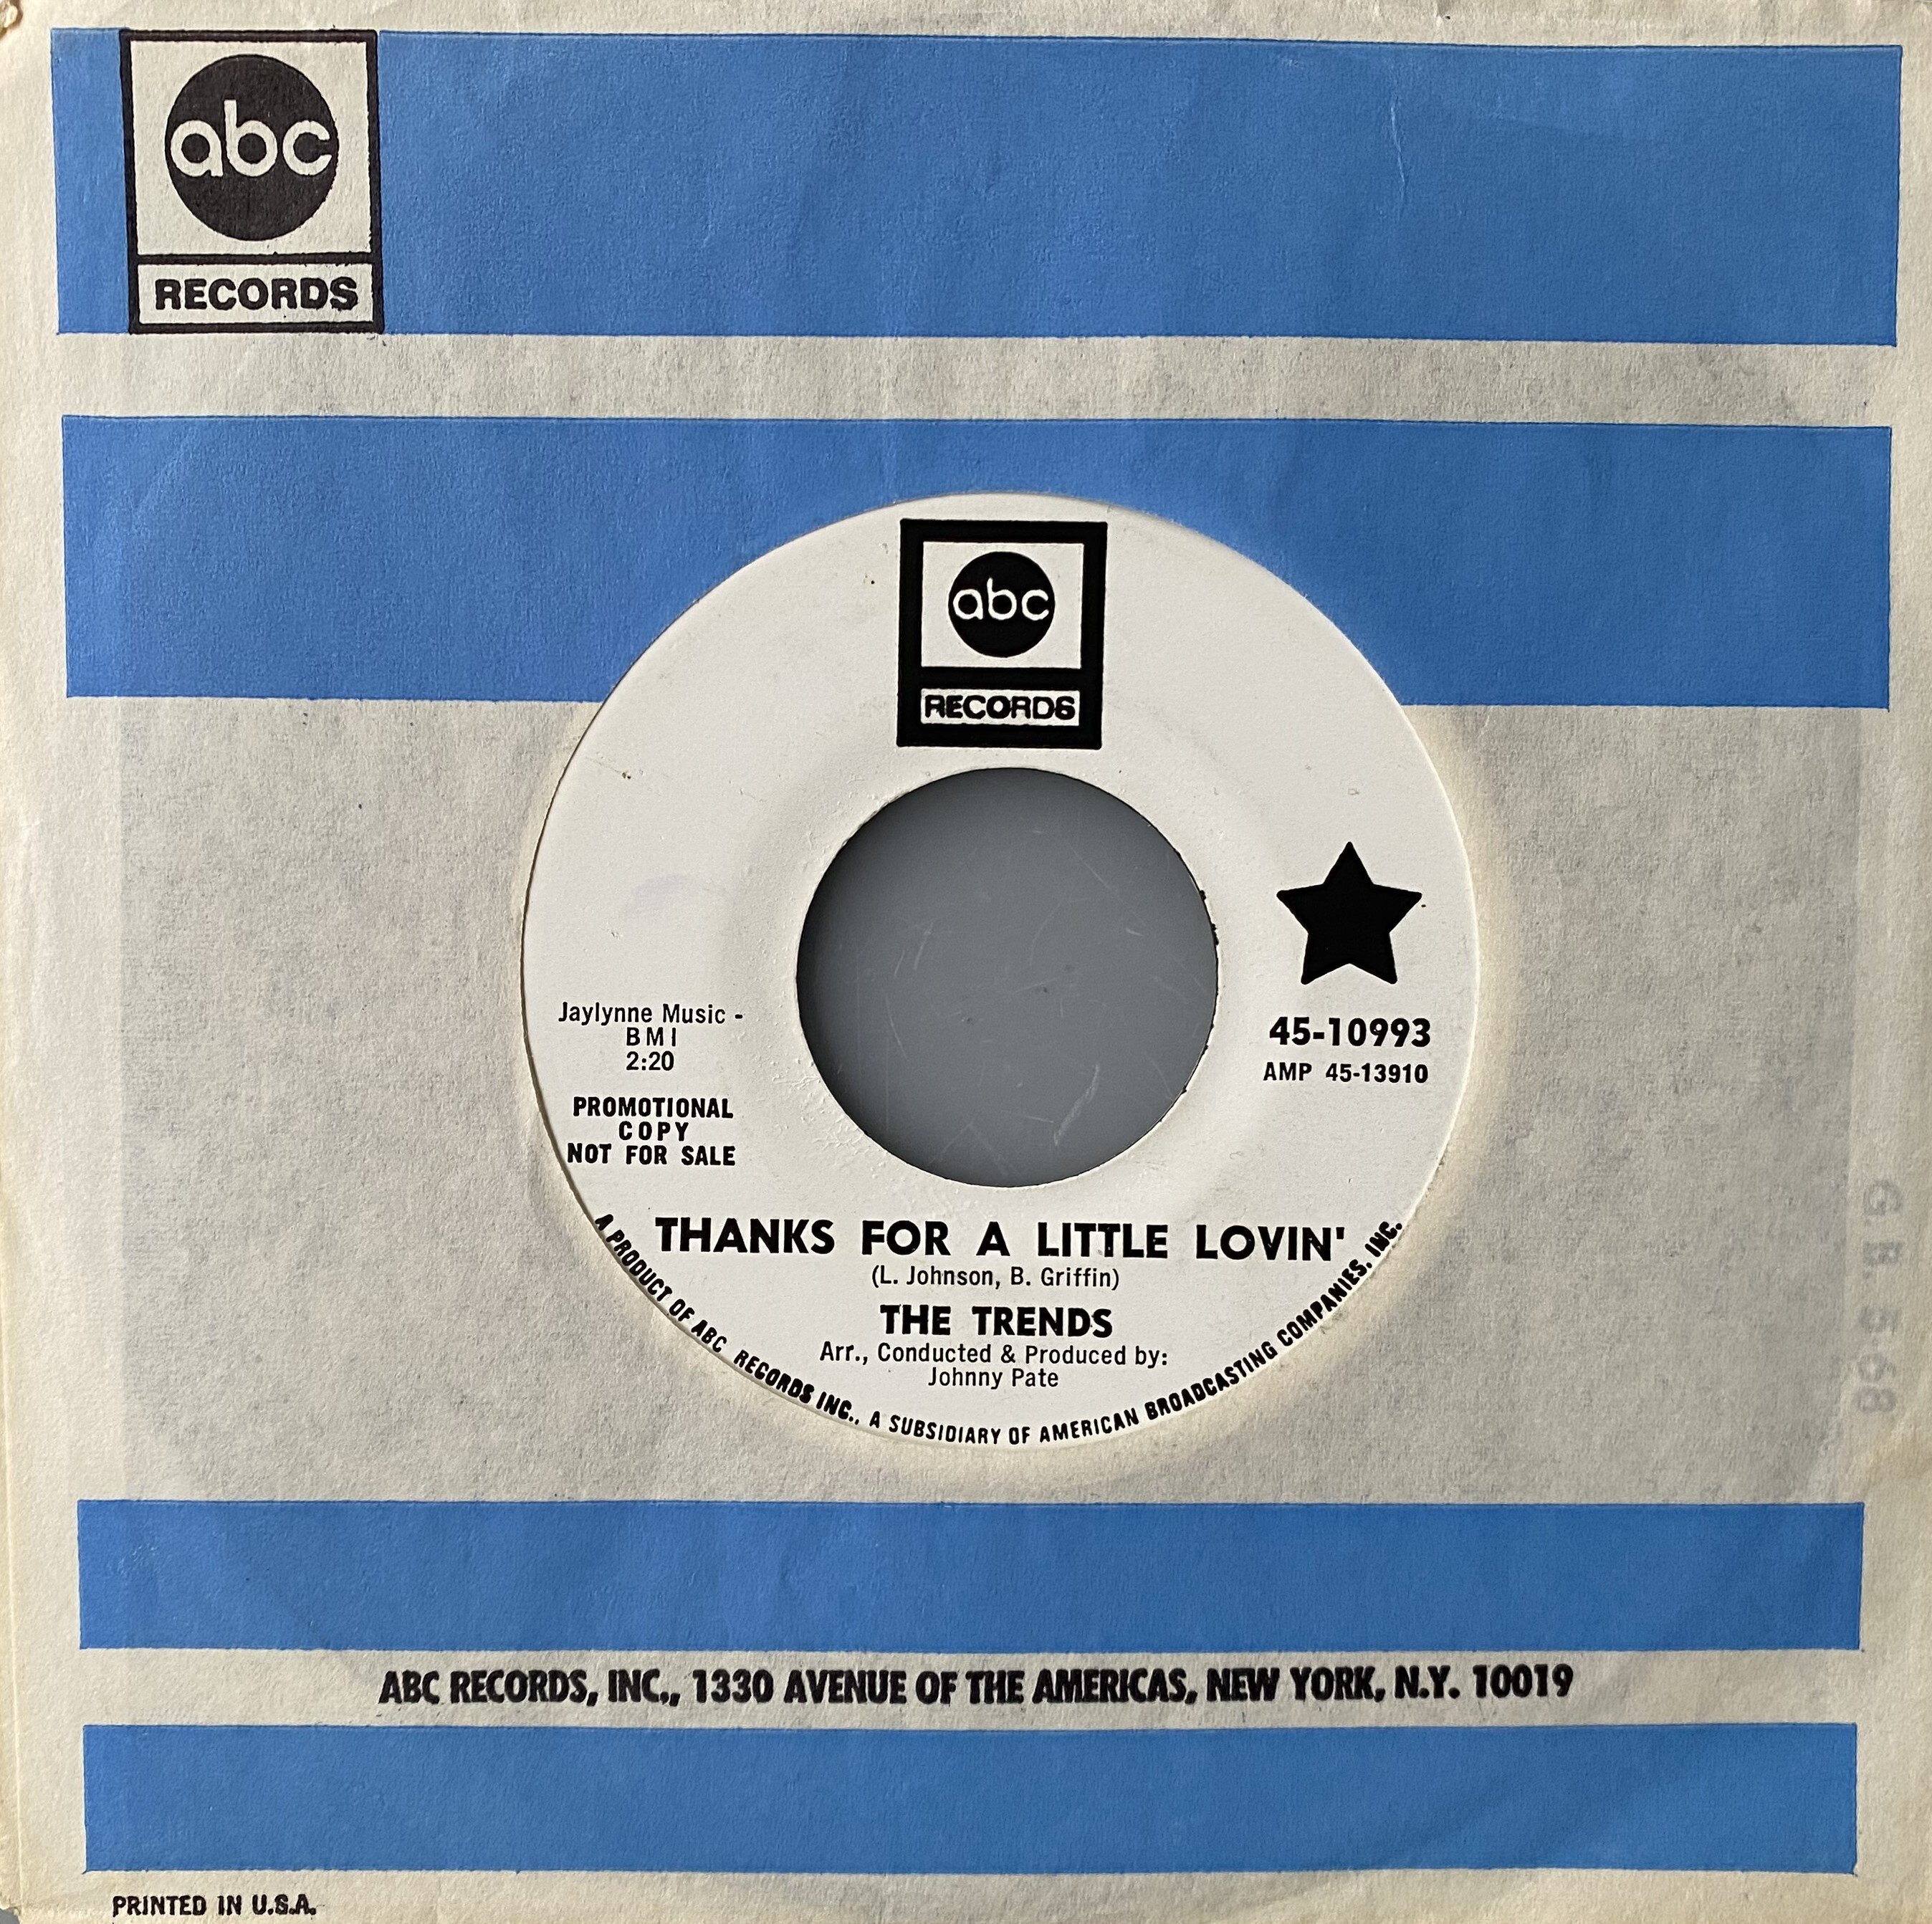 abc
RECORDS
abc
RECORDS
Jaylynne Music -
BMI
2:20
PROMOTIONAL
COPY
NOT FOR SALE
45-10993
AMP 45-13910
THANKS FOR A LITTLE LOVIN'
(L. Johnson, B. Griffin)
THE TRENDS
Arr., Conducted & Produced by:
Johnny Pate
A PRODUCT OF ABC RECORDS INC., A SUBSIDIARY OF AMERICAN BROADCASTING COMPANIES, INC.
ABC RECORDS, INC., 1330 AVENUE OF THE AMERICAS, NEW YORK, N.Y. 10019
PRINTED IN U.S.A.